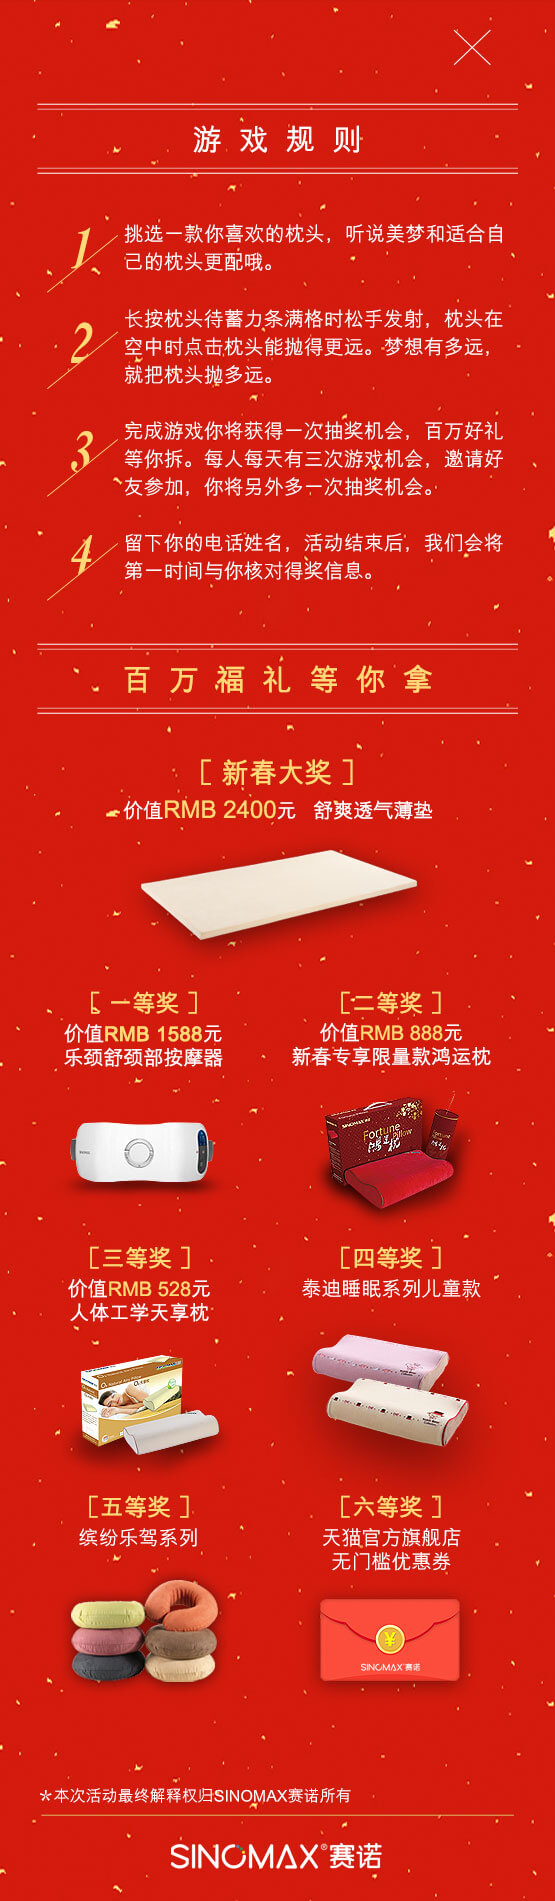 游戏规则
1 挑选一款你喜欢的枕头，听说美梦和适合自
己的枕头更配哦。
2 长按枕头待蓄力条满格时松手发射，枕头在
空中时点击枕头能抛得更远。梦想有多远，
就把枕头抛多远。
3 完成游戏你将获得一次抽奖机会，百万好礼
等你拆。每人每天有三次游戏机会，邀请好
友参加，你将另外多一次抽奖机会。
4 留下你的电话姓名，活动结束后，我们会将
第一时间与你核对得奖信息。
百万福礼等你拿
［新春大奖］
价值RMB 2400元 舒爽透气薄垫
［一等奖］
价值RMB 1588元
乐颈舒颈部按摩器
［二等奖］
价值RMB 888元
新春专享限量款鸿运枕
SINOMAX
Fortune
Pillow
鸿运枕
［三等奖］
价值RMB 528元
人体工学天享枕
［四等奖］
泰迪睡眠系列儿童款
［五等奖］
缤纷乐驾系列
［六等奖］
天猫官方旗舰店
无门槛优惠券
¥
SINOMAX®赛诺
＊本次活动最终解释权归SINOMAX赛诺所有
SINOMAX®赛诺